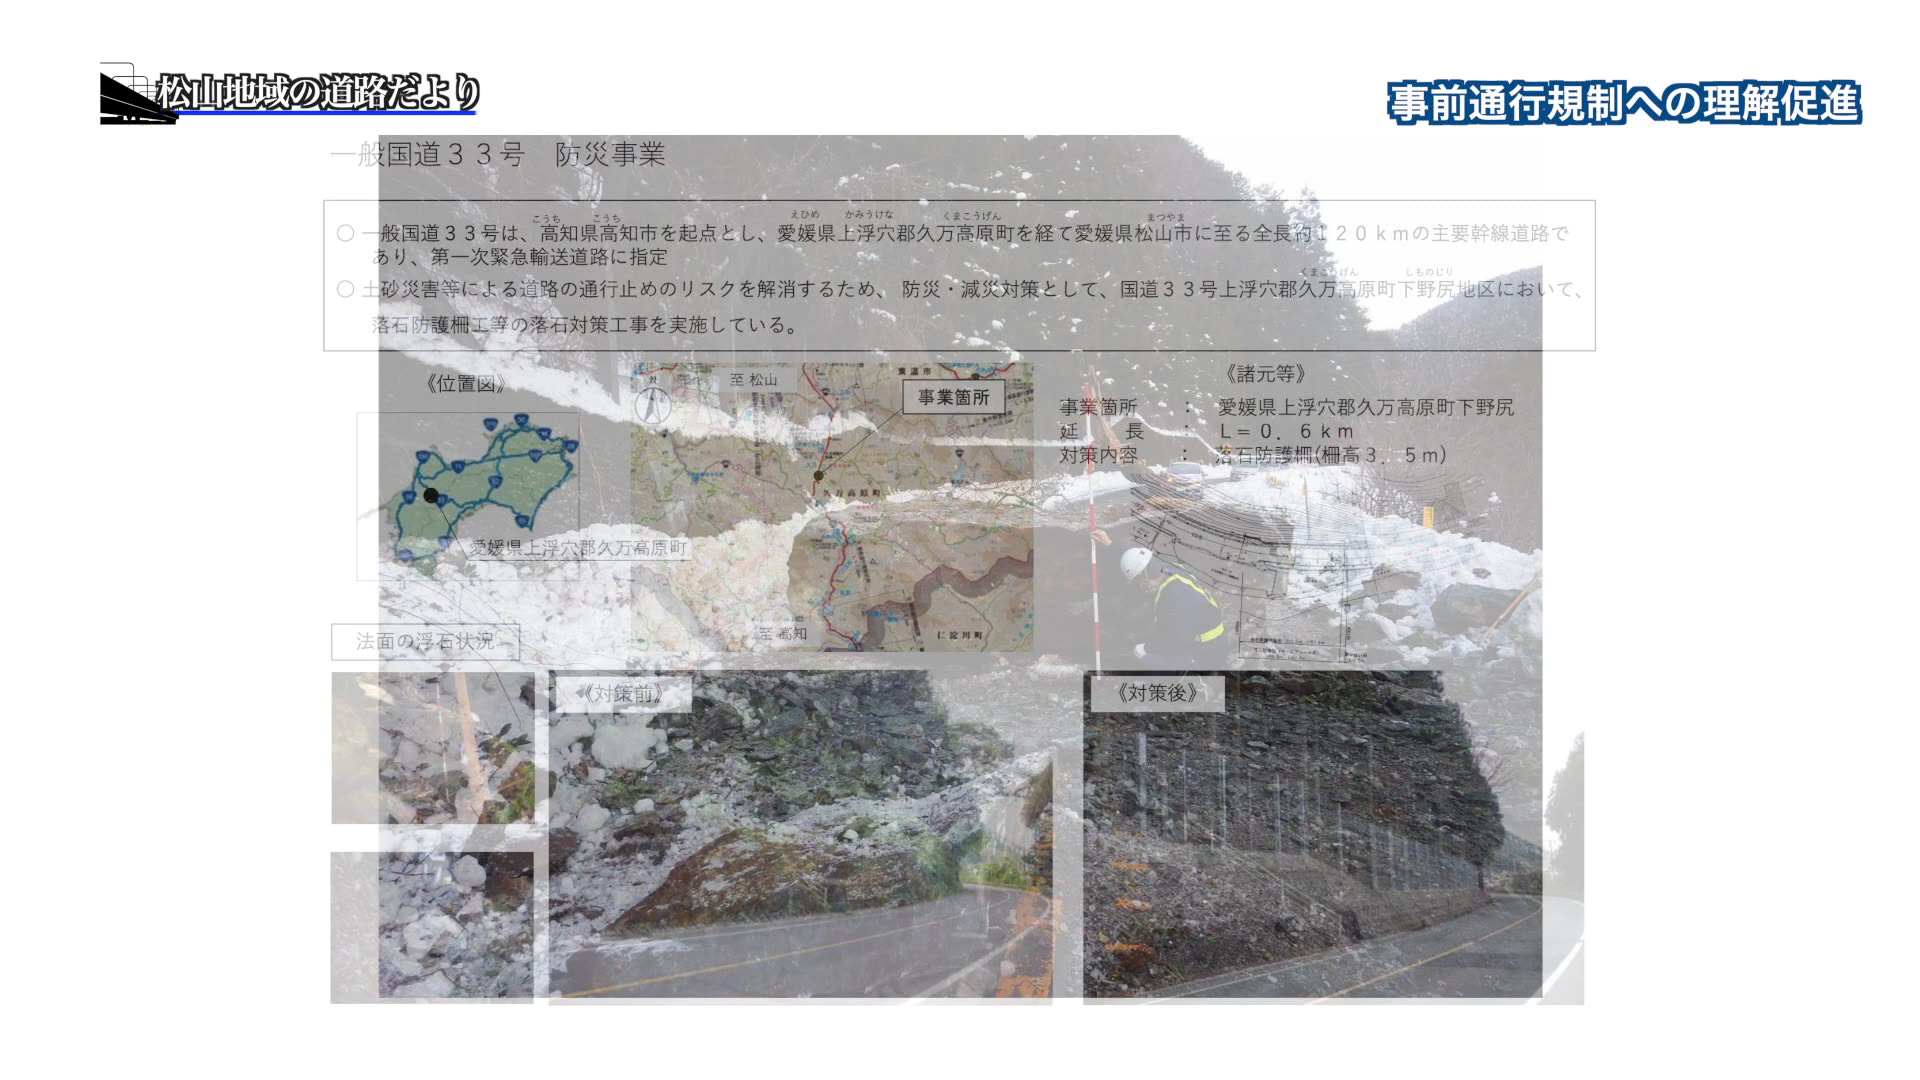 松山地域の道路だより
事前通行規制への理解促進
一般国道３３号　防災事業
こうち　こうち　えひめ　かみうけな　くまこうげん　まつやま
○ 一般国道３３号は、高知県高知市を起点とし、愛媛県上浮穴郡久万高原町を経て愛媛県松山市に至る全長約１２０ｋｍの主要幹線道路で
あり、第一次緊急輸送道路に指定
くまこうげん　しものじり
○ 土砂災害等による道路の通行止めのリスクを解消するため、 防災・減災対策として、国道３３号上浮穴郡久万高原町下野尻地区において、
落石防護柵工等の落石対策工事を実施している。
《位置図》
至 松山
東温市
事業箇所
久万高原町
愛媛県上浮穴郡久万高原町
至 高知
仁淀川町
《諸元等》
事業箇所　：　愛媛県上浮穴郡久万高原町下野尻
延　　長　：　Ｌ＝０．６ｋｍ
対策内容　：　落石防護柵(柵高３．５ｍ)
法面の浮石状況
《対策前》
《対策後》